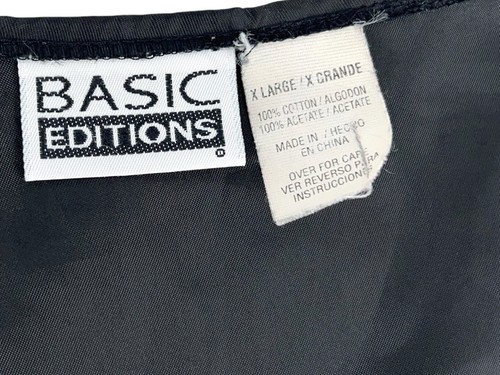 BASIC
EDITIONS
®
X LARGE / X GRANDE
100% COTTON / ALGODON
100% ACETATE / ACETATE
MADE IN / HECHO
EN CHINA
OVER FOR CARE
VER REVERSO PARA
INSTRUCCIONE